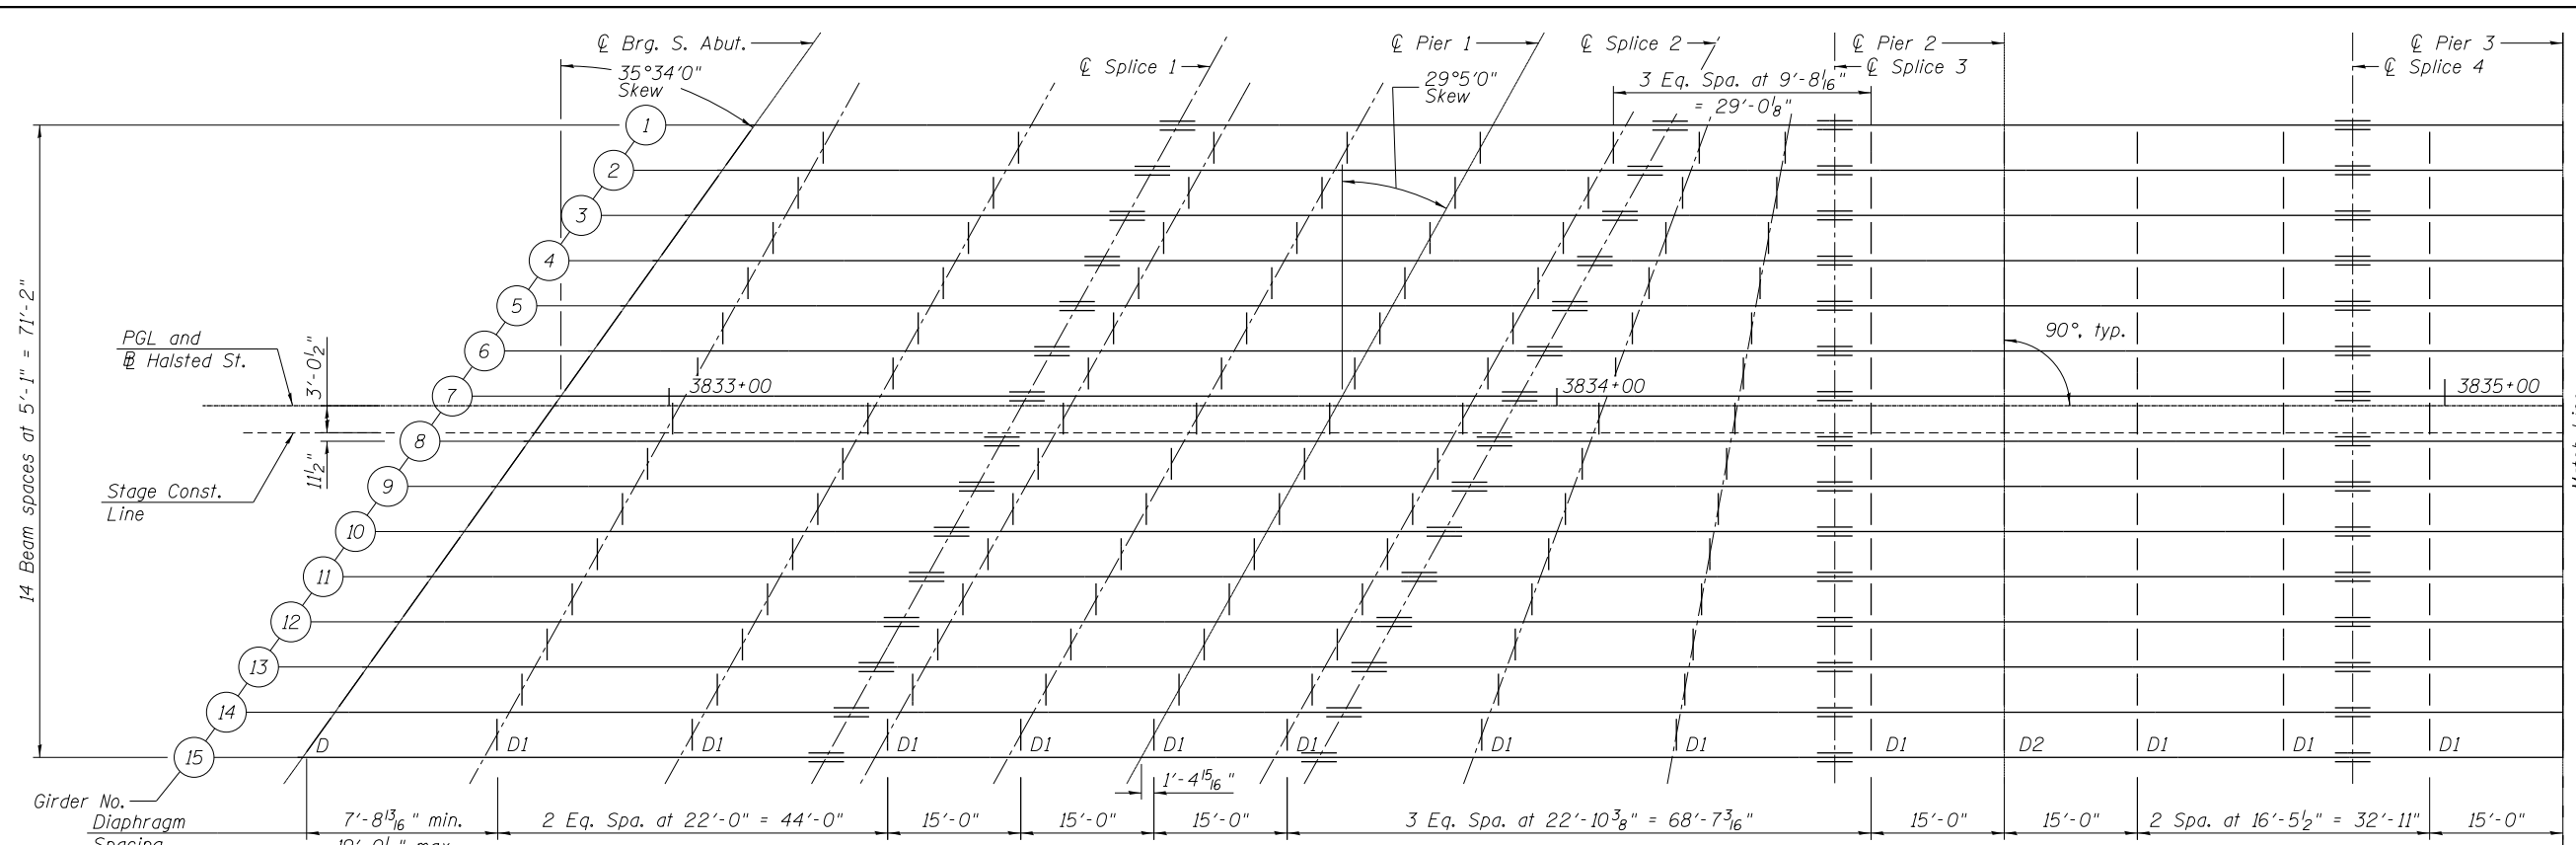 ℄ Brg. S. Abut.
℄ Pier 1
℄ Splice 2
℄ Pier 2
℄ Pier 3
35°34'0"
Skew
℄ Splice 1
29°5'0"
Skew
℄ Splice 3
℄ Splice 4
3 Eq. Spa. at 9'-8 1/16"
= 29'-0 1/8"
1
2
3
4
5
6
7
8
9
10
11
12
13
14
15
14 Beam spaces at 5'-1" = 71'-2"
PGL and
℄ Halsted St.
3'-0 1/2"
11 1/2"
Stage Const.
Line
90°, typ.
3833+00
3834+00
3835+00
D
D1
D1
D1
D1
D1
D1
D1
D1
D1
D2
D1
D1
D1
1'-4 15/16"
Girder No.
Diaphragm
Spacing
7'-8 13/16" min.
2 Eq. Spa. at 22'-0" = 44'-0"
15'-0"
15'-0"
15'-0"
3 Eq. Spa. at 22'-10 3/8" = 68'-7 3/16"
15'-0"
15'-0"
2 Spa. at 16'-5 1/2" = 32'-11"
15'-0"